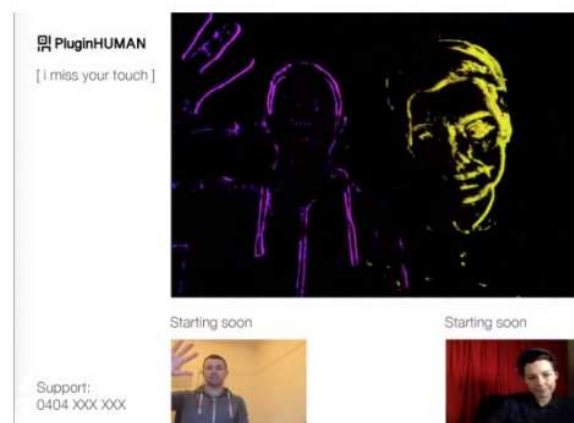 PluginHUMAN
[ i miss your touch ]
Starting soon
Starting soon
Support:
0404 XXX XXX